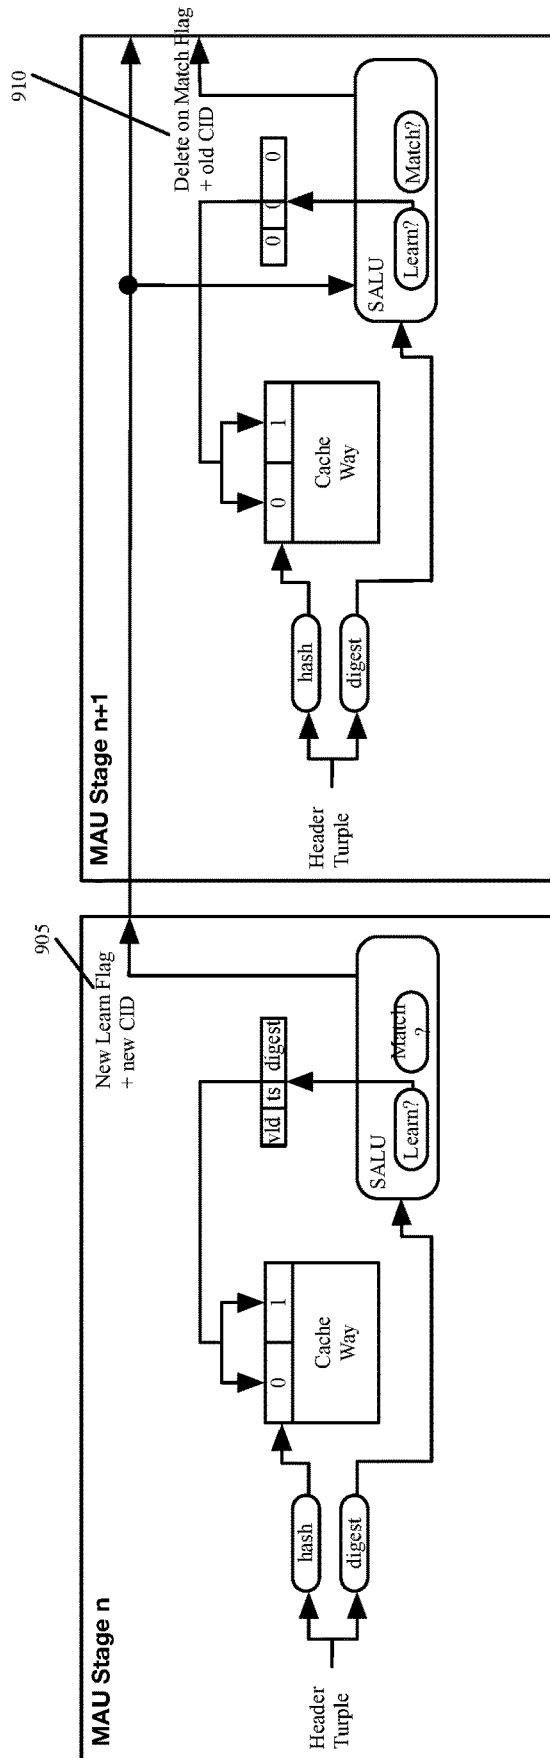 MAU Stage n
905
New Learn Flag
+ new CID
vld ts digest
0 1
Cache
Way
SALU
Learn?
Match
?
hash
digest
Header
Turple
MAU Stage n+1
910
Delete on Match Flag
+ old CID
0 0 0
0 1
Cache
Way
SALU
Learn?
Match?
hash
digest
Header
Turple